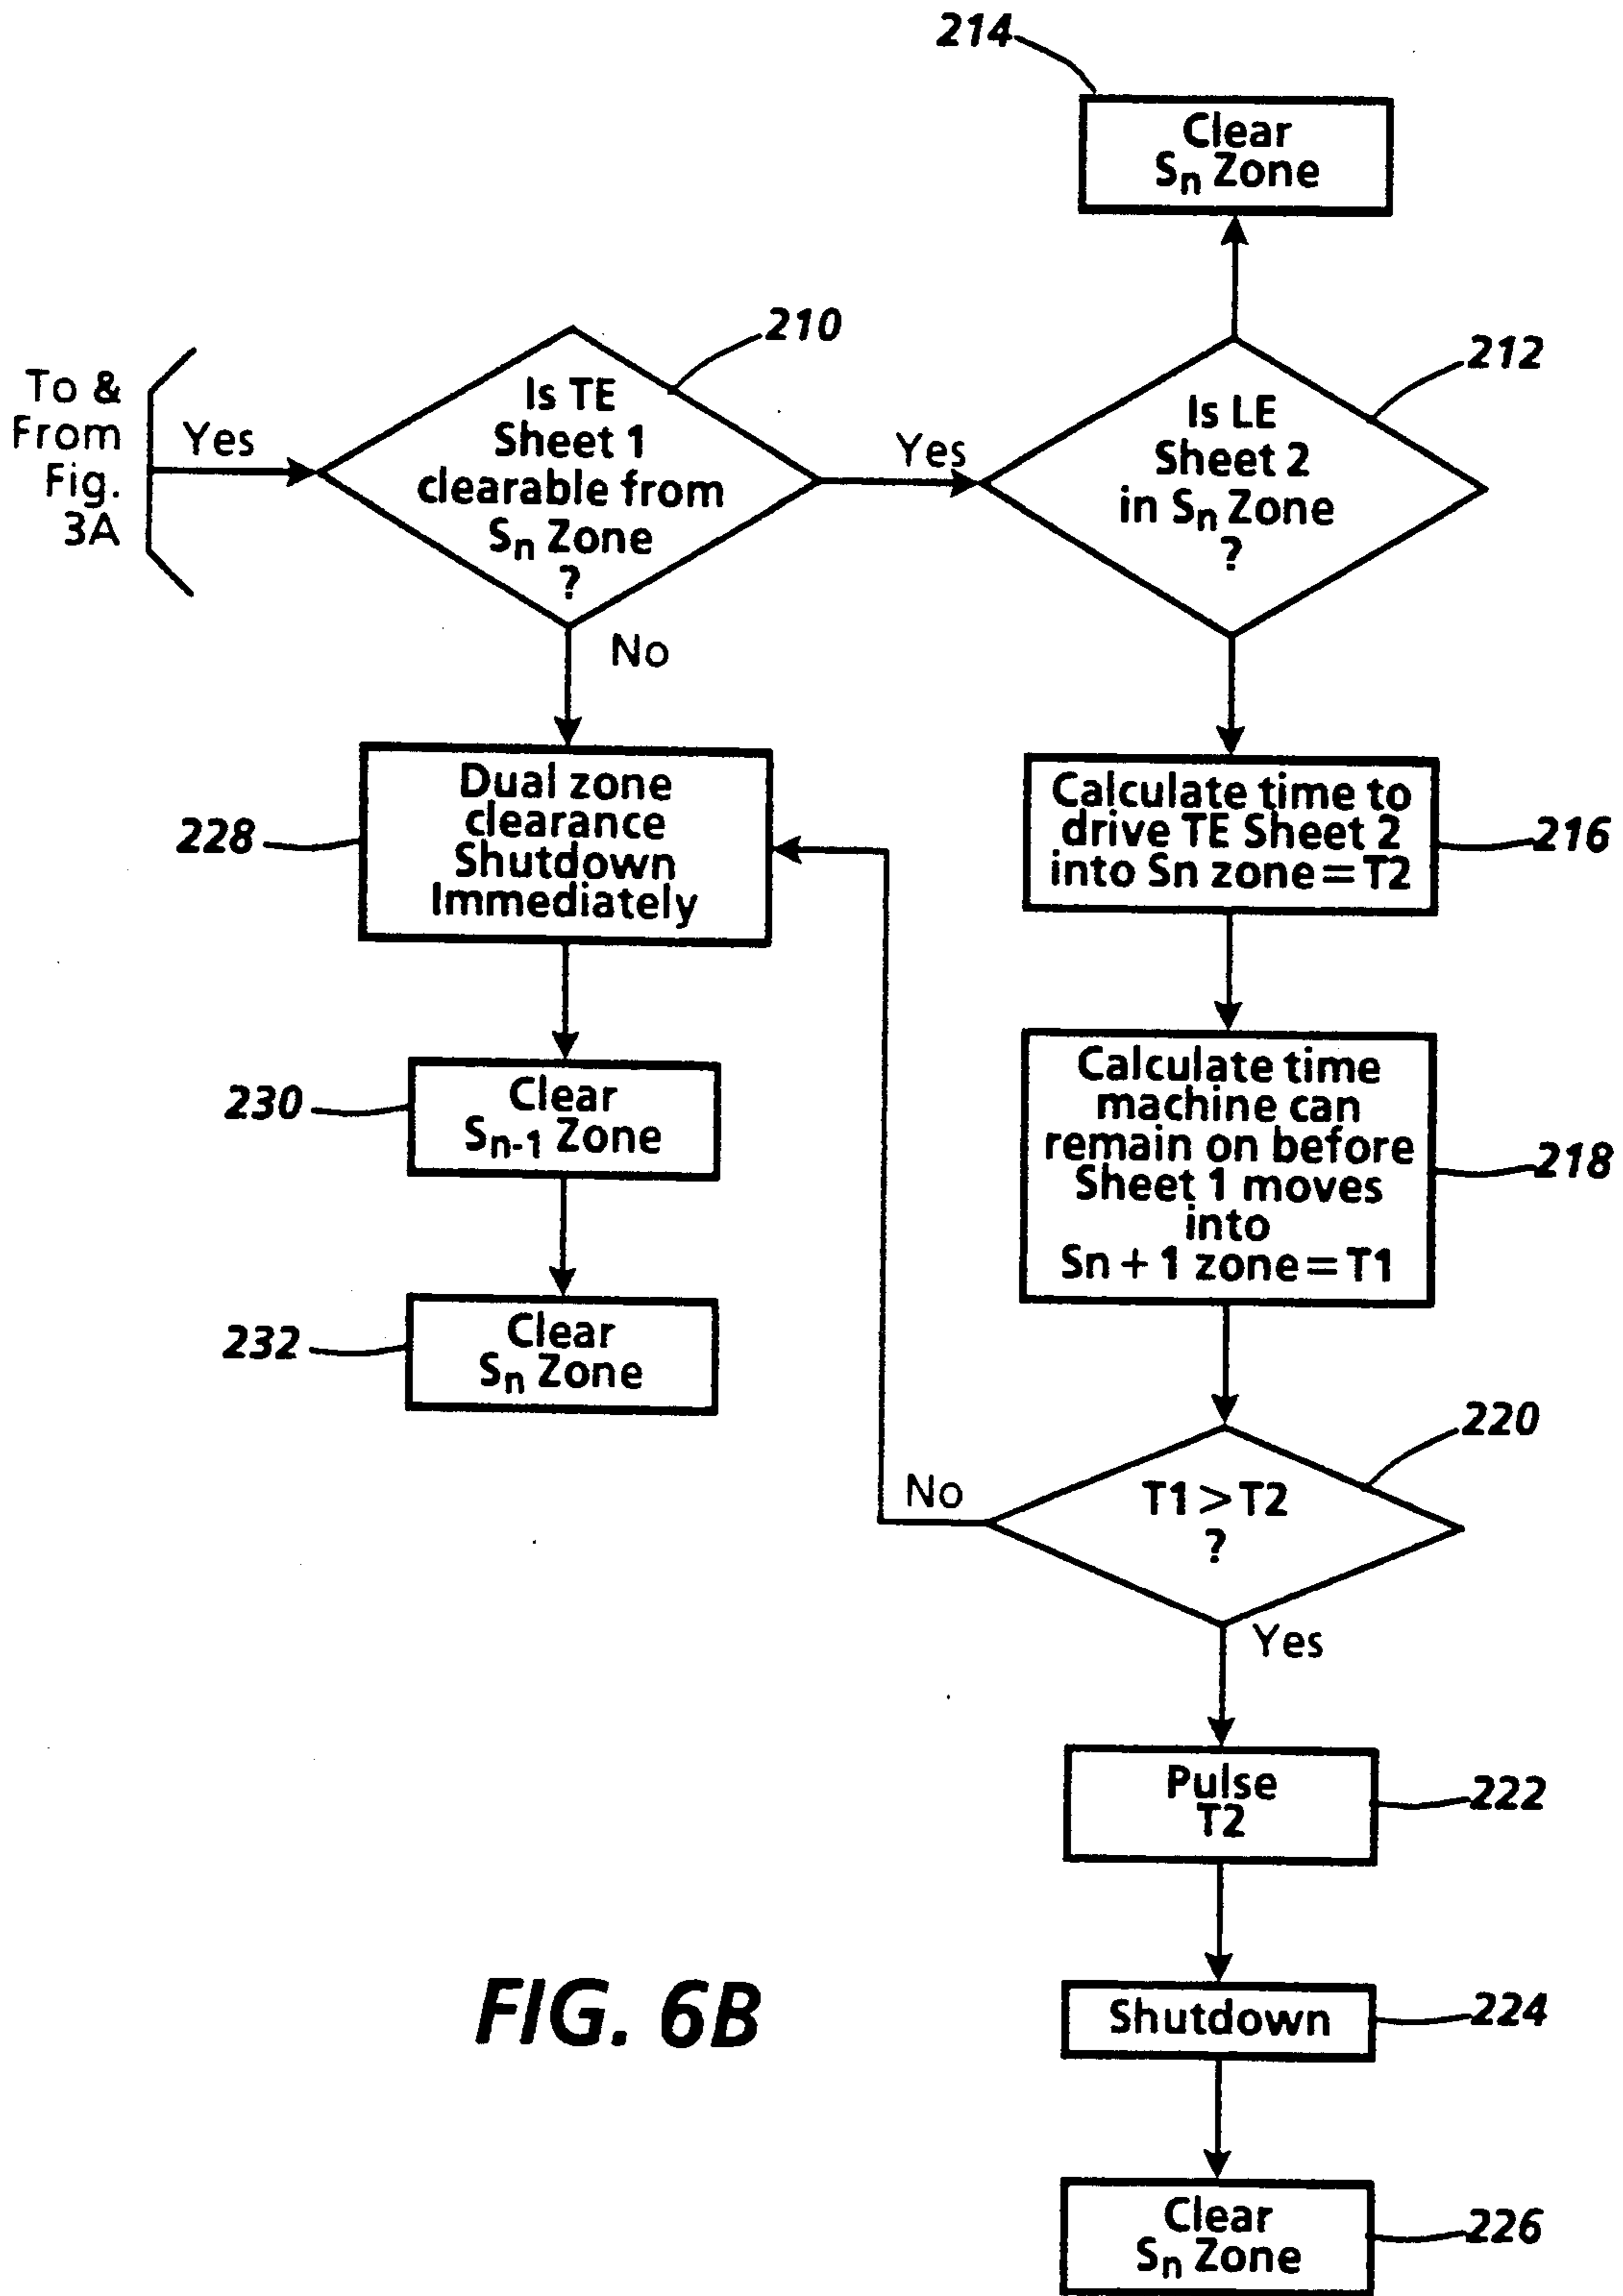 214
Clear
Sn Zone
210
Is TE
Sheet 1
clearable from
Sn Zone
?
To &
From
Fig.
3A
Yes
Yes
212
Is LE
Sheet 2
in Sn Zone
?
No
228
Dual zone
clearance
Shutdown
Immediately
Calculate time to
drive TE Sheet 2
into Sn zone = T2
216
230
Clear
Sn-1 Zone
Calculate time
machine can
remain on before
Sheet 1 moves
into
Sn + 1 zone = T1
218
232
Clear
Sn Zone
220
No
T1 > T2
?
Yes
Pulse
T2
222
Shutdown
224
Clear
Sn Zone
226
FIG. 6B